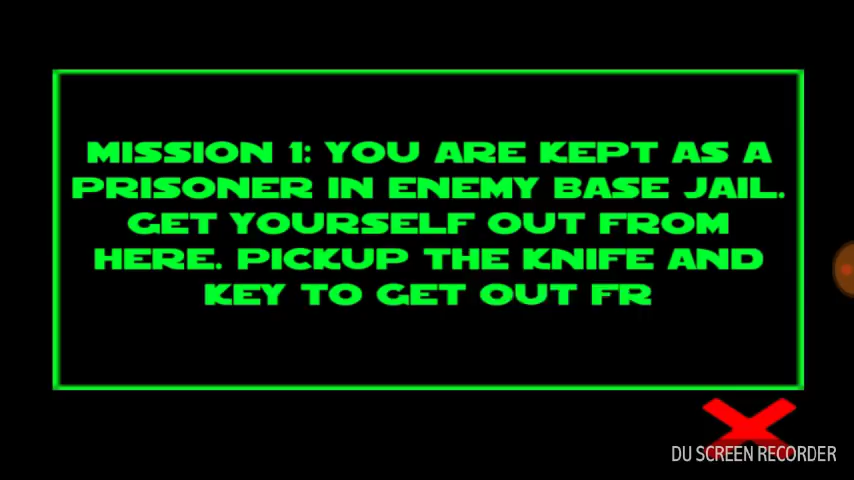 MISSION 1: YOU ARE KEPT AS A
PRISONER IN ENEMY BASE JAIL.
GET YOURSELF OUT FROM
HERE. PICKUP THE KNIFE AND
KEY TO GET OUT FR
DU SCREEN RECORDER